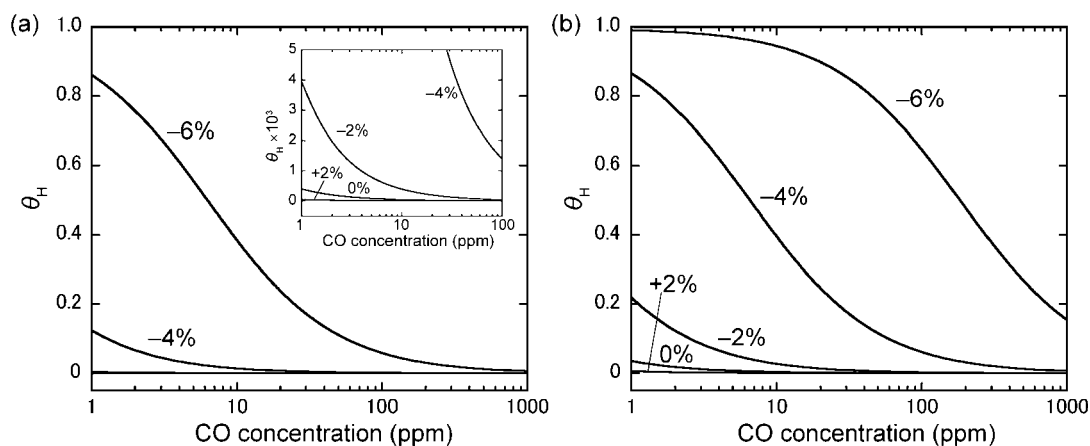 (a)
1.0
0.8
0.6
0.4
0.2
0
θH
1 10 100 1000
CO concentration (ppm)
–6%
–4%
5
4
3
2
1
0
θH × 10³
1 10 100
CO concentration (ppm)
–4%
–2%
+2%
0%
(b)
1.0
0.8
0.6
0.4
0.2
0
θH
1 10 100 1000
CO concentration (ppm)
–6%
–4%
+2%
–2%
0%